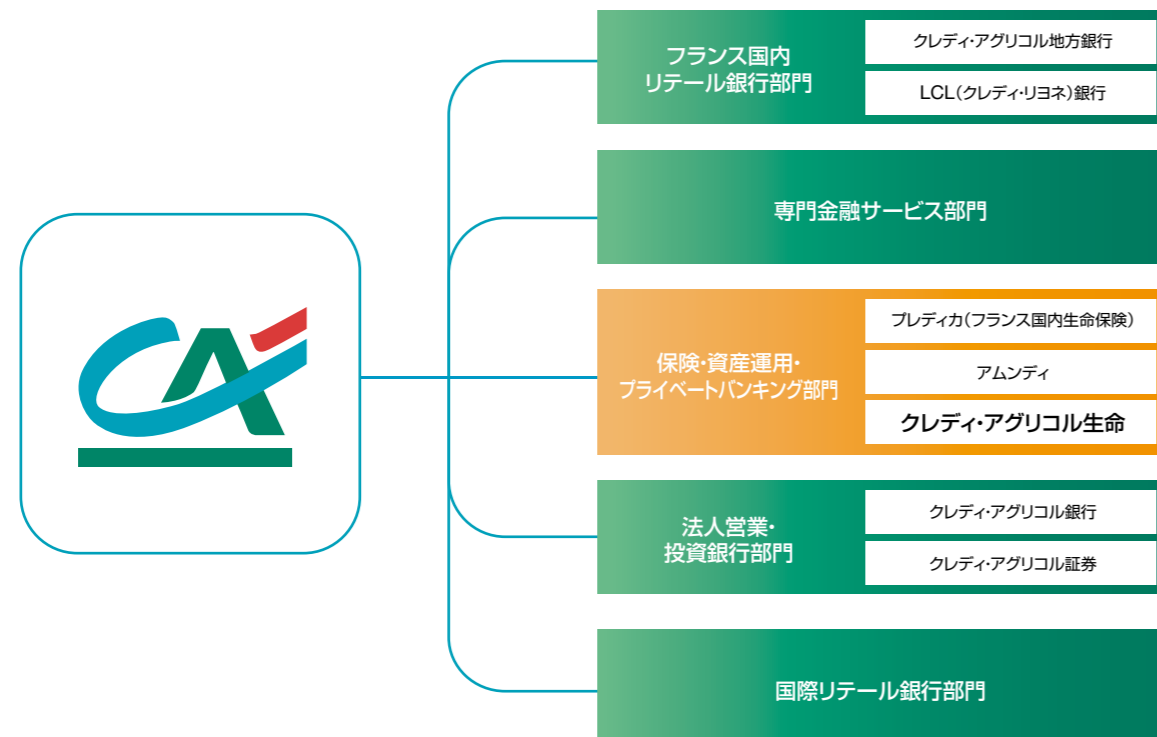 フランス国内
リテール銀行部門
クレディ・アグリコル地方銀行
LCL(クレディ・リヨネ)銀行
専門金融サービス部門
保険・資産運用・
プライベートバンキング部門
プレディカ(フランス国内生命保険)
アムンディ
クレディ・アグリコル生命
CA
法人営業・
投資銀行部門
クレディ・アグリコル銀行
クレディ・アグリコル証券
国際リテール銀行部門